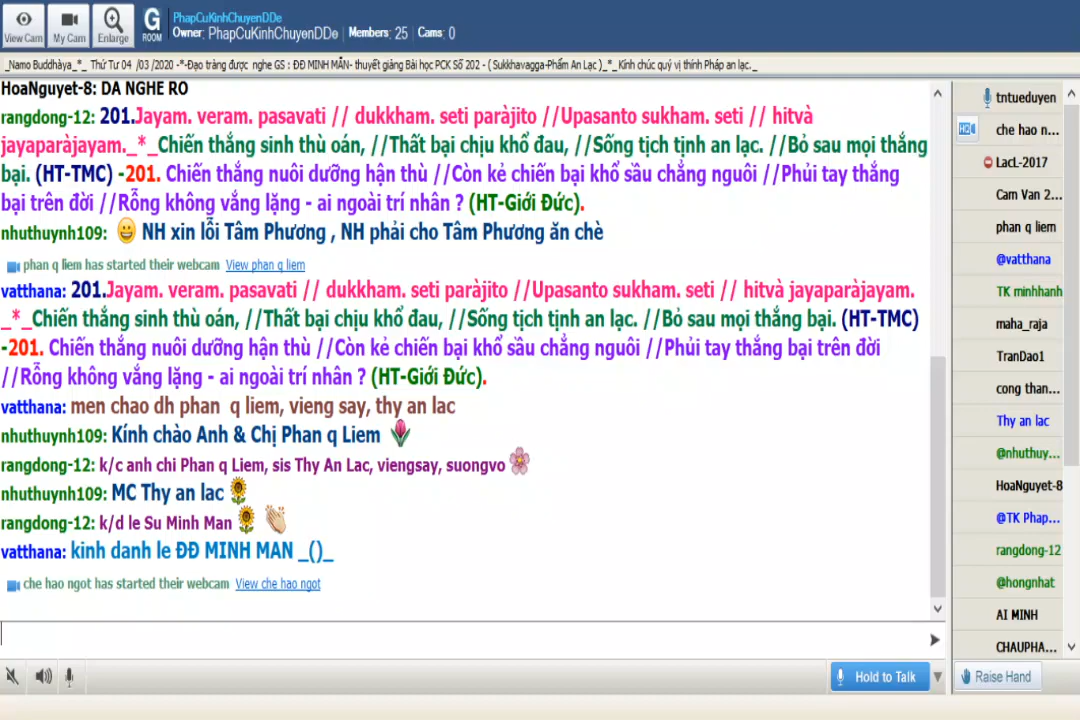 View Cam
My Cam
Enlarge
G ROOM
PhapCuKinhChuyenDDe
Owner: PhapCuKinhChuyenDDe Members: 25 Cams: 0
_Namo Buddhàya_*_ Thứ Tư 04 /03 /2020 -*-Đạo tràng được nghe GS : ĐĐ MINH MẪN- thuyết giảng Bài học PCK Số 202 - ( Sukkhavagga-Phẩm An Lạc )_*_Kính chúc quý vị thính Pháp an lạc._
HoaNguyet-8: DA NGHE RO
rangdong-12: 201.Jayam. veram. pasavati // dukkham. seti paràjito //Upasanto sukham. seti // hitvà
jayaparàjayam._*_Chiến thắng sinh thù oán, //Thất bại chịu khổ đau, //Sống tịch tịnh an lạc. //Bỏ sau mọi thắng
bại. (HT-TMC) -201. Chiến thắng nuôi dưỡng hận thù //Còn kẻ chiến bại khổ sầu chẳng nguôi //Phủi tay thắng
bại trên đời //Rỗng không vắng lặng - ai ngoài trí nhân ? (HT-Giới Đức).
nhuthuynh109: NH xin lỗi Tâm Phương , NH phải cho Tâm Phương ăn chè
phan q liem has started their webcam View phan q liem
vatthana: 201.Jayam. veram. pasavati // dukkham. seti paràjito //Upasanto sukham. seti // hitvà jayaparàjayam.
_*_Chiến thắng sinh thù oán, //Thất bại chịu khổ đau, //Sống tịch tịnh an lạc. //Bỏ sau mọi thắng bại. (HT-TMC)
-201. Chiến thắng nuôi dưỡng hận thù //Còn kẻ chiến bại khổ sầu chẳng nguôi //Phủi tay thắng bại trên đời
//Rỗng không vắng lặng - ai ngoài trí nhân ? (HT-Giới Đức).
vatthana: men chao dh phan q liem, vieng say, thy an lac
nhuthuynh109: Kính chào Anh & Chị Phan q Liem
rangdong-12: k/c anh chi Phan q Liem, sis Thy An Lac, viengsay, suongvo
nhuthuynh109: MC Thy an lac
rangdong-12: k/d le Su Minh Man
vatthana: kinh danh le ĐĐ MINH MAN _()_
che hao ngot has started their webcam View che hao ngot
tntueduyen
HD che hao n...
LacL-2017
Cam Van 2...
phan q liem
@vatthana
TK minhhanh
maha_raja
TranDao1
cong than...
Thy an lac
@nhuthuy...
HoaNguyet-8
@TK Phap...
rangdong-12
@hongnhat
AI MINH
CHAUPHA...
Hold to Talk
Raise Hand